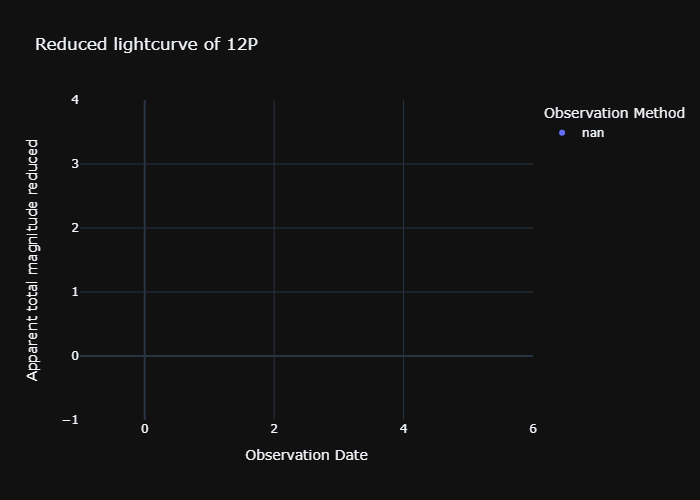 Reduced lightcurve of 12P
Observation Method
nan
Apparent total magnitude reduced
4
3
2
1
0
−1
0 2 4 6
Observation Date